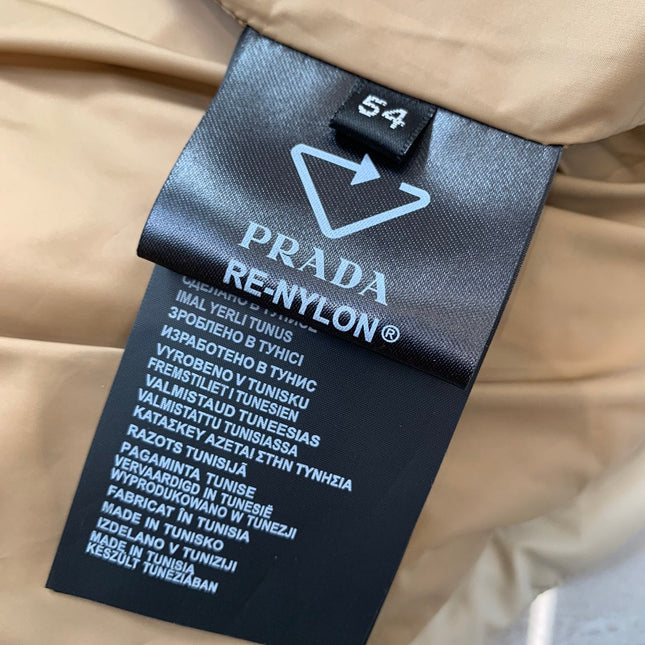 54
PRADA
RE-NYLON®
СДЕЛАНО В ТУНИСЕ
IMAL YERLI TUNUS
ЗРОБЛЕНО В ТУНІСІ
ИЗРАБОТЕНО В ТУНИС
VYROBENO V TUNISKU
FREMSTILIET I TUNESIEN
VALMISTAUD TUNEESIAS
VALMISTATTU TUNISIASSA
ΚΑΤΑΣΚΕΥ ΑΖΕΤΑΙ ΣΤΗΝ ΤΥΝΗΣΙΑ
RAZOTS TUNISIJĀ
PAGAMINTA TUNISE
VERVAARDIGD IN TUNESIË
WYPRODUKOWANO W TUNEZJI
FABRICAT ÎN TUNISIA
MADE IN TUNISKO
IZDELANO V TUNIZIJI
MADE IN TUNISIA
KÉSZÜLT TUNÉZIÁBAN